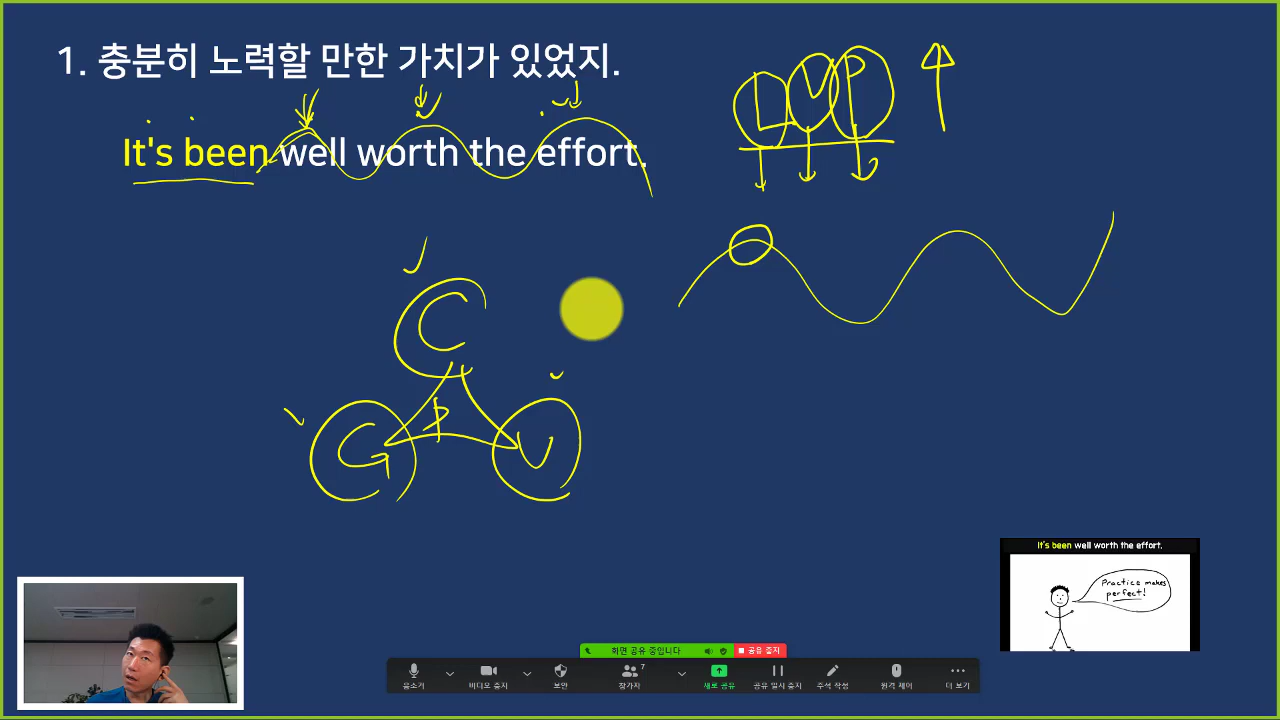 1. 충분히 노력할 만한 가치가 있었지.
It's been well worth the effort.
L U P
C
G P V
It's been well worth the effort.
Practice makes
perfect!
화면 공유 중입니다 공유 중지
7
음소거 비디오 중지 보안 참가자 새로 공유 공유 일시 중지 주석 작성 원격 제어 더 보기